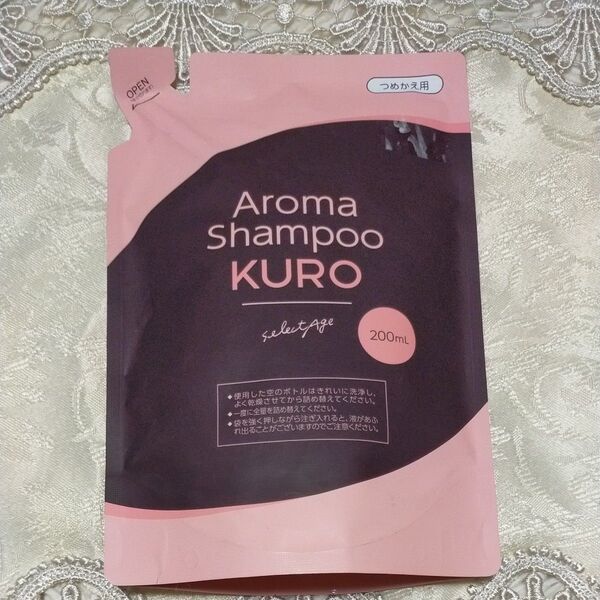 OPEN
つめかえ用
Aroma
Shampoo
KURO
Select Age
200mL
◆使用した空のボトルはきれいに洗浄し、
よく乾燥させてから詰め替えてください。
◆一度に全量を詰め替えてください。
◆袋を強く押しながら注ぎ入れると、液があふ
れ出ることがございますのでご注意ください。